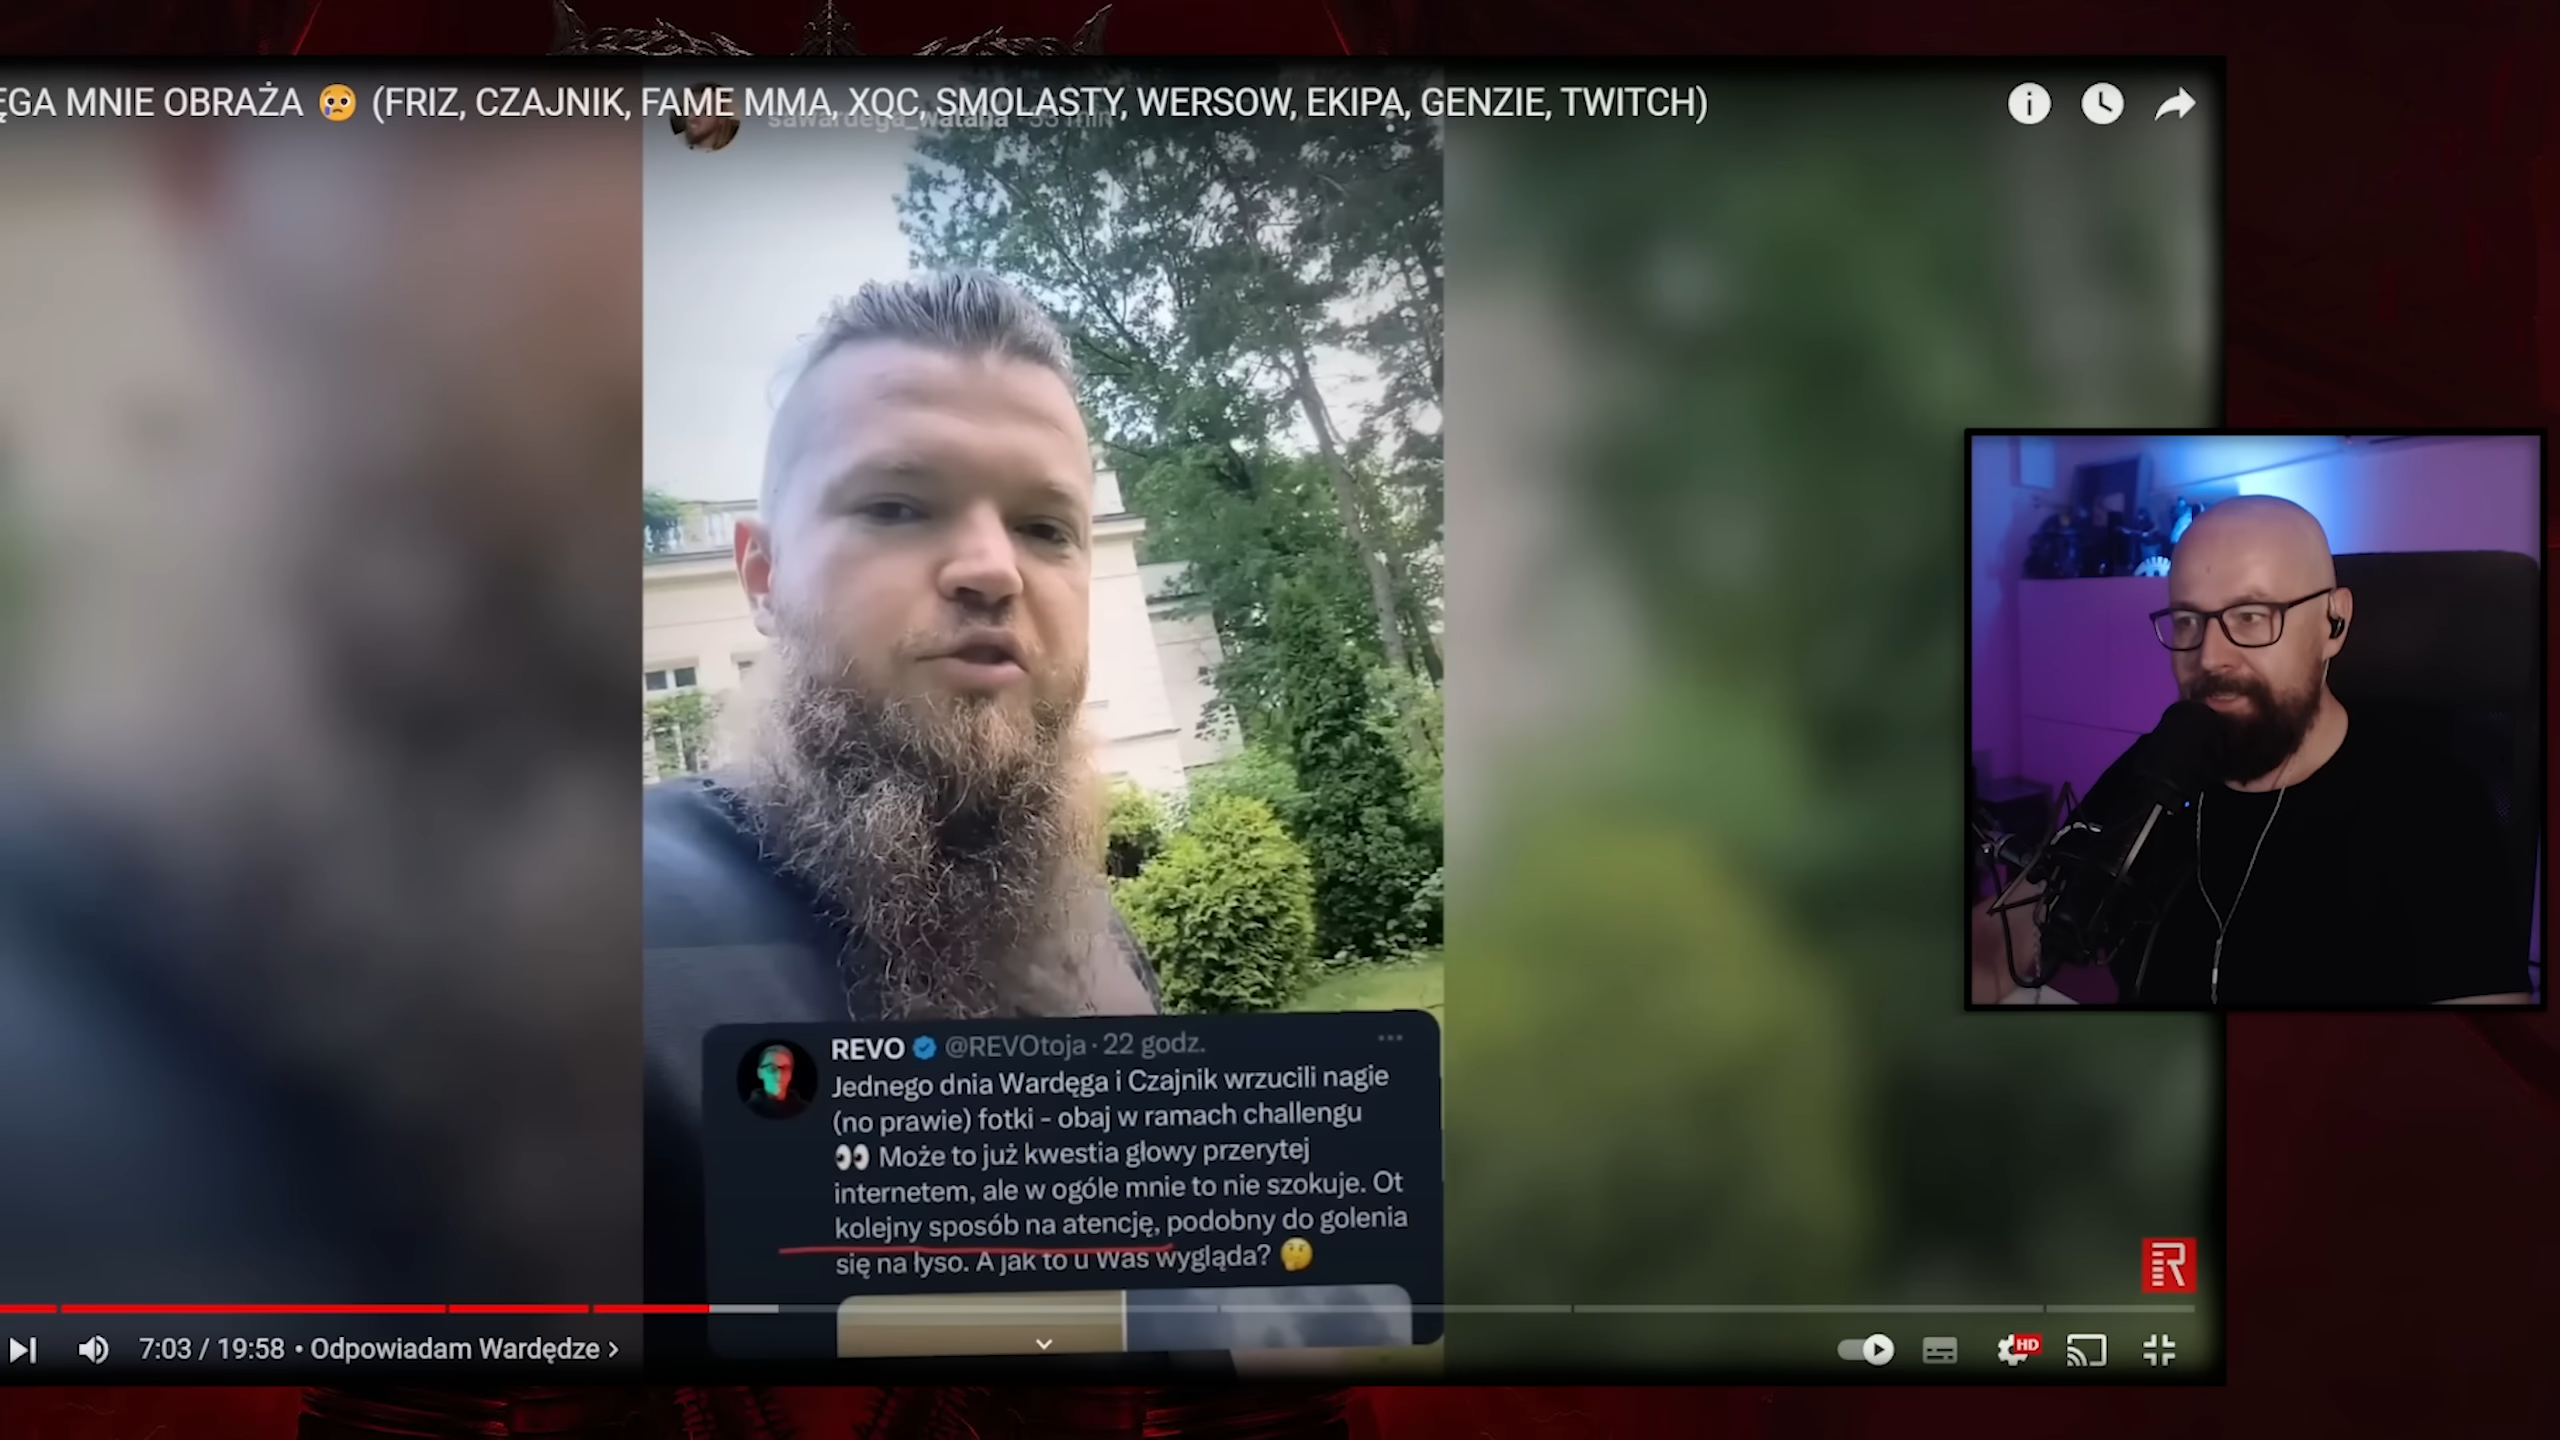 ĘGA MNIE OBRAŻA 😢 (FRIZ, CZAJNIK, FAME MMA, XQC, SMOLASTY, WERSOW, EKIPA, GENZIE, TWITCH)
sawardega_wataha 35 min
REVO @REVOtoja · 22 godz.
Jednego dnia Wardęga i Czajnik wrzucili nagie
(no prawie) fotki - obaj w ramach challengu
👀 Może to już kwestia głowy przerytej
internetem, ale w ogóle mnie to nie szokuje. Ot
kolejny sposób na atencję, podobny do golenia
się na łyso. A jak to u Was wygląda? 🤔
R
7:03 / 19:58 • Odpowiadam Wardędze ›
HD